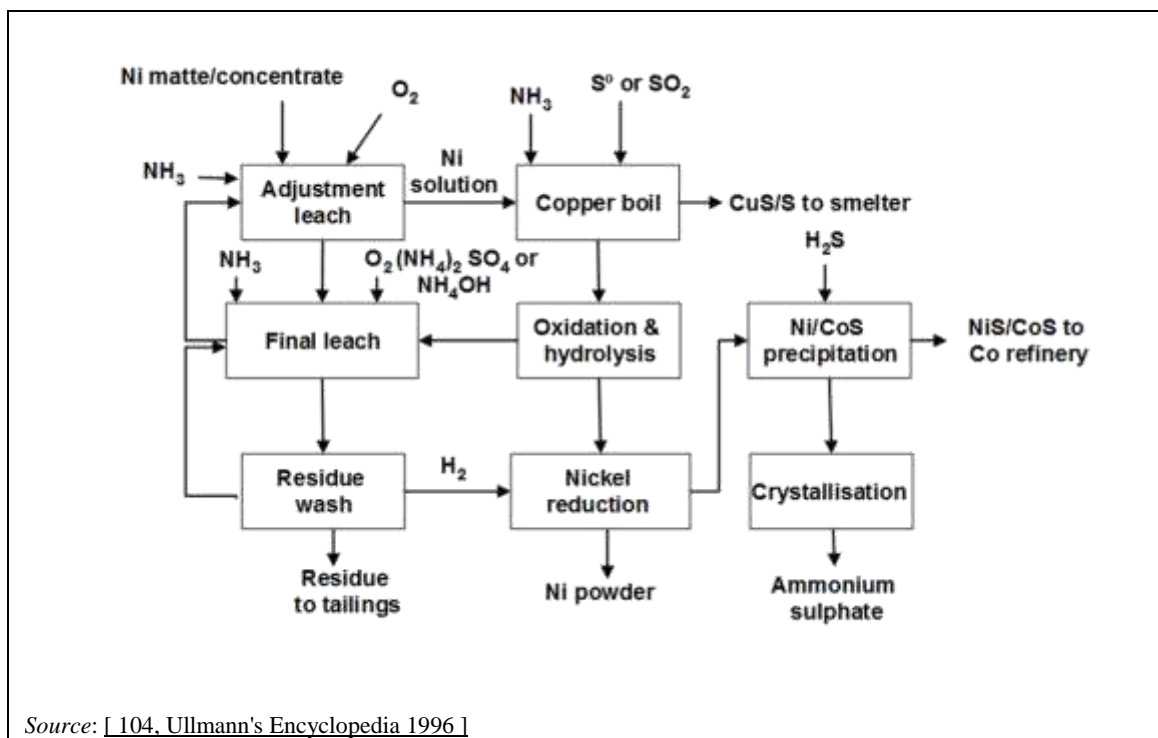 Ni matte/concentrate
O₂
NH₃
S⁰ or SO₂
NH₃
Adjustment
leach
Ni
solution
Copper boil
CuS/S to smelter
H₂S
NH₃
O₂ (NH₄)₂ SO₄ or
NH₄OH
Final leach
Oxidation &
hydrolysis
Ni/CoS
precipitation
NiS/CoS to
Co refinery
Residue
wash
H₂
Nickel
reduction
Crystallisation
Residue
to tailings
Ni powder
Ammonium
sulphate
Source: [ 104, Ullmann's Encyclopedia 1996 ]